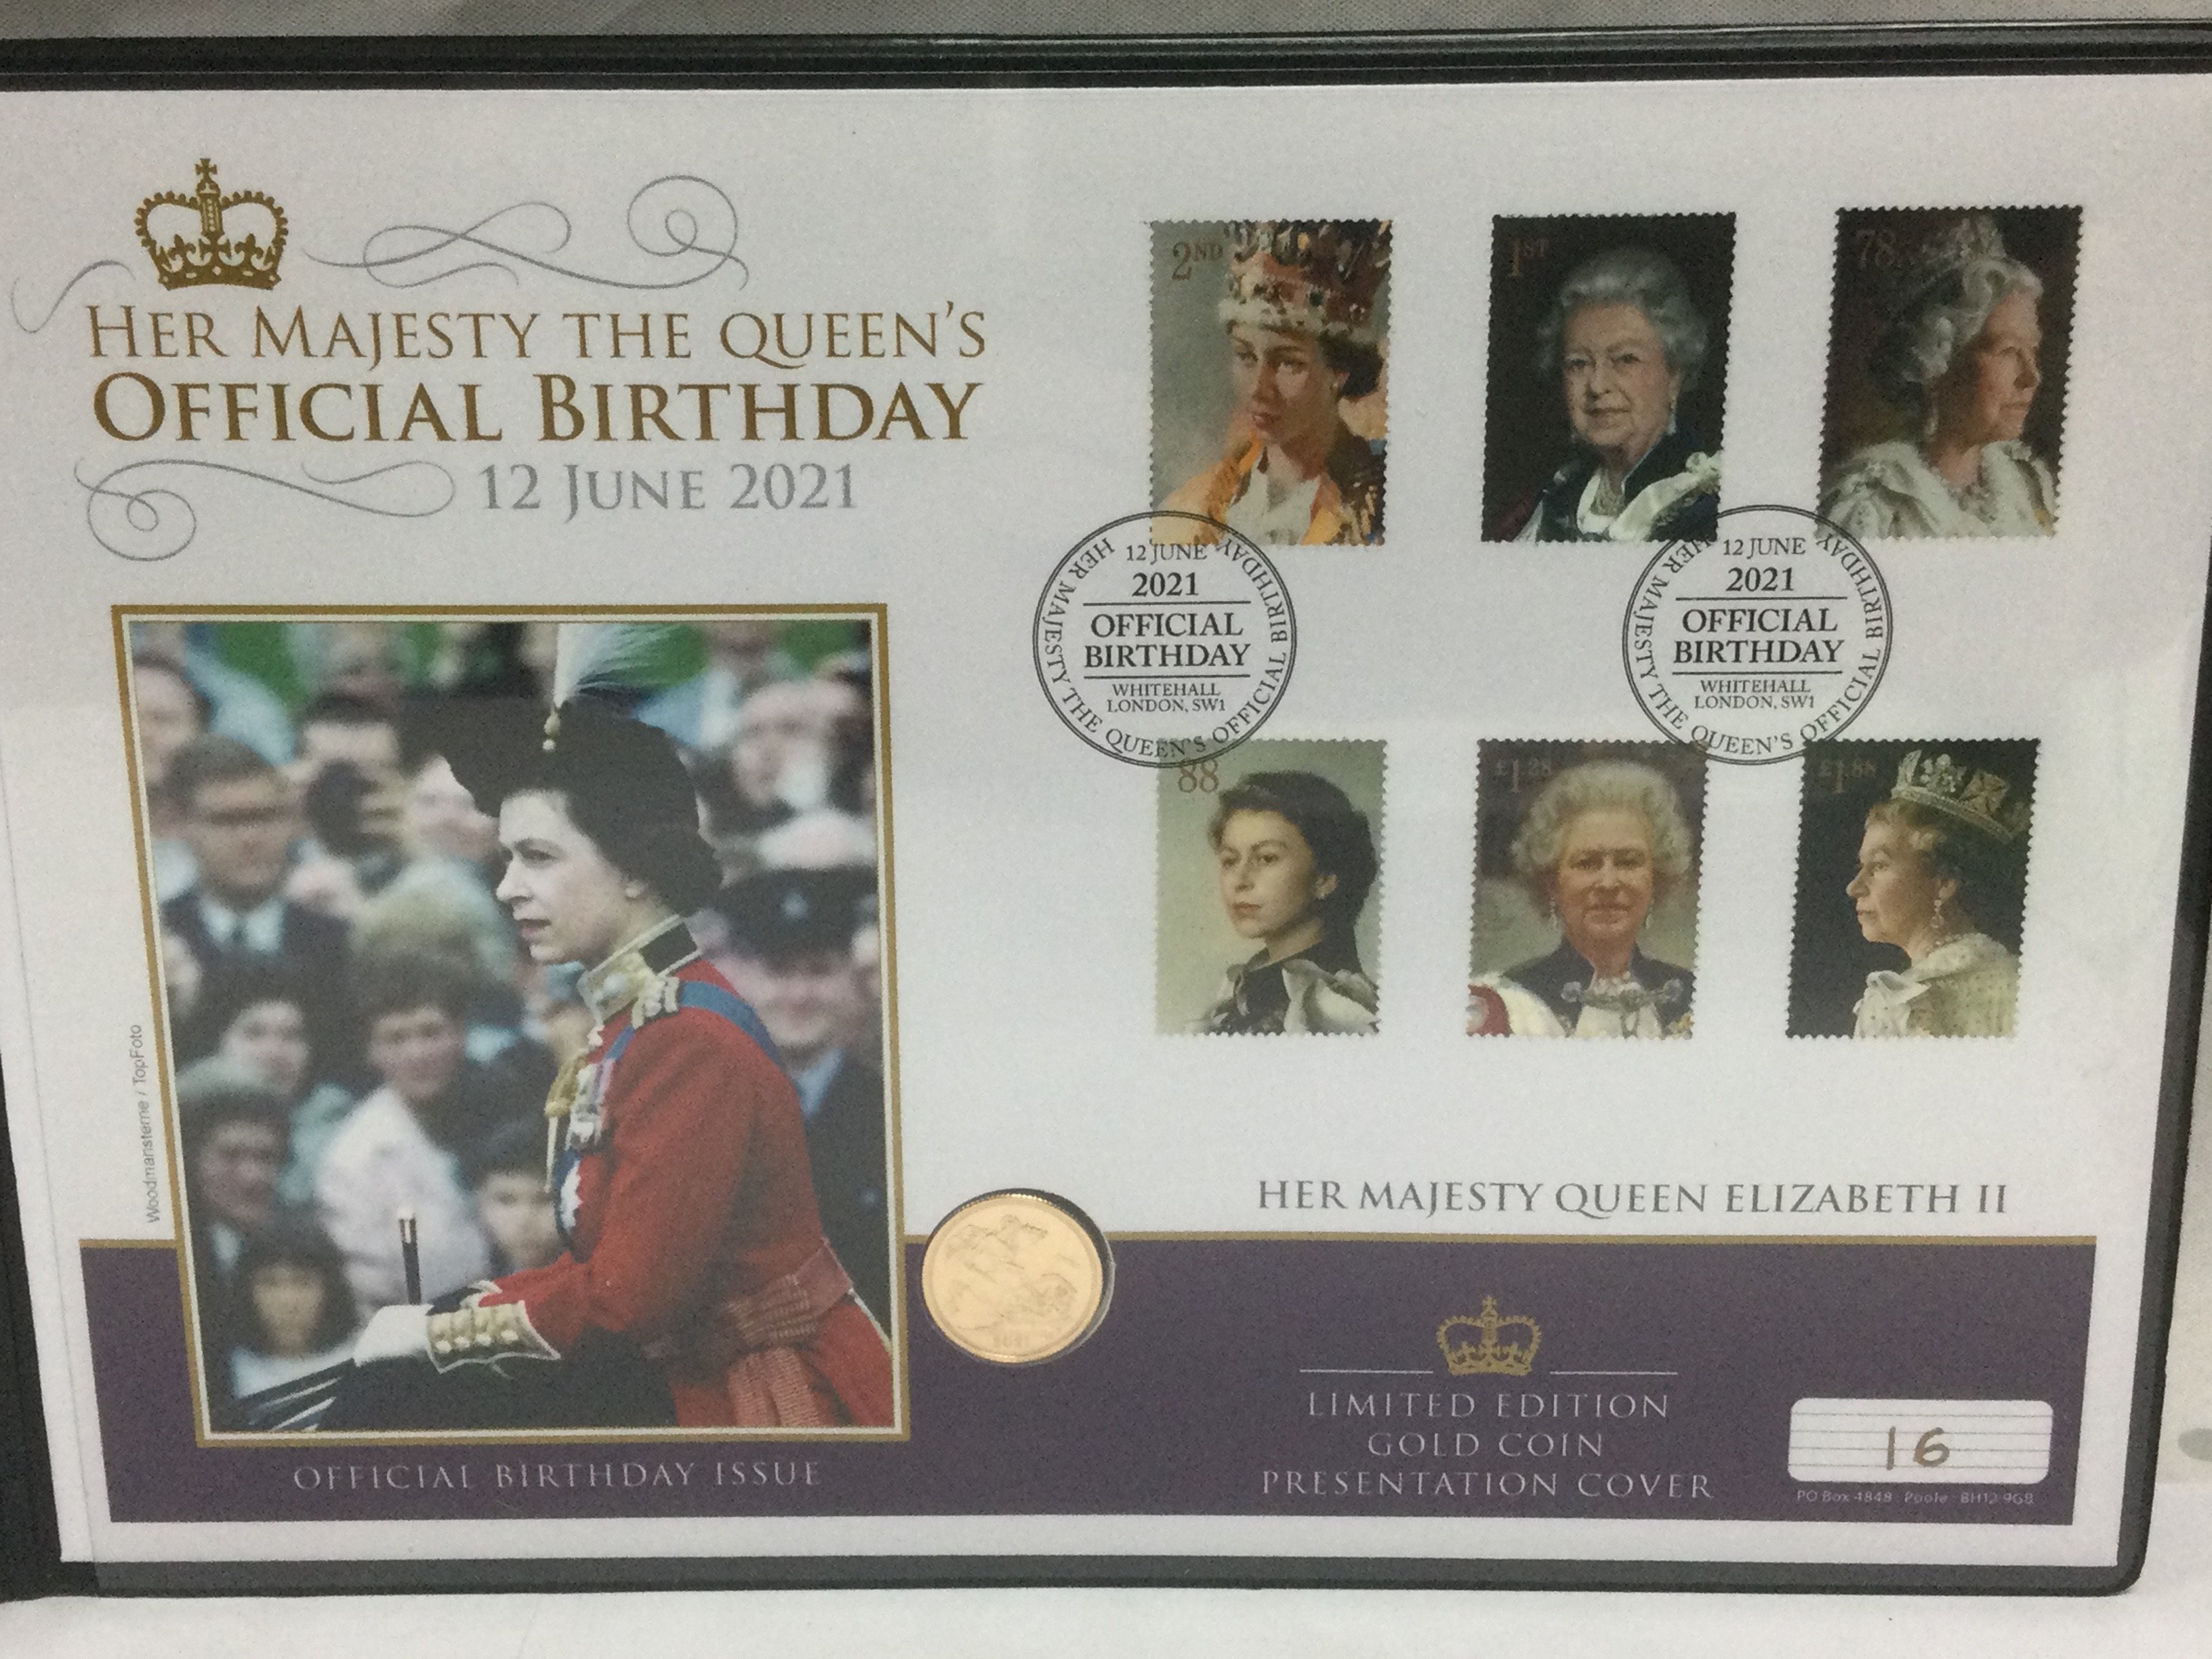 HER MAJESTY THE QUEEN'S
OFFICIAL BIRTHDAY
12 JUNE 2021
2ND
1ST
78
HER MAJESTY THE QUEEN'S OFFICIAL BIRTHDAY
12 JUNE
2021
OFFICIAL
BIRTHDAY
WHITEHALL
LONDON, SW1
HER MAJESTY THE QUEEN'S OFFICIAL BIRTHDAY
12 JUNE
2021
OFFICIAL
BIRTHDAY
WHITEHALL
LONDON, SW1
88
£1.28
£1.88
Woodmansterne / TopFoto
HER MAJESTY QUEEN ELIZABETH II
2021
LIMITED EDITION
GOLD COIN
PRESENTATION COVER
16
PO Box 4848 Poole BH12 9GB
OFFICIAL BIRTHDAY ISSUE